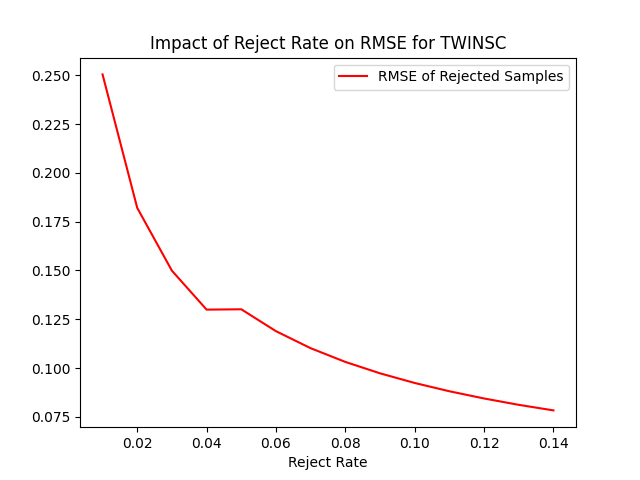 Impact of Reject Rate on RMSE for TWINSC
RMSE of Rejected Samples
0.250
0.225
0.200
0.175
0.150
0.125
0.100
0.075
0.02 0.04 0.06 0.08 0.10 0.12 0.14
Reject Rate